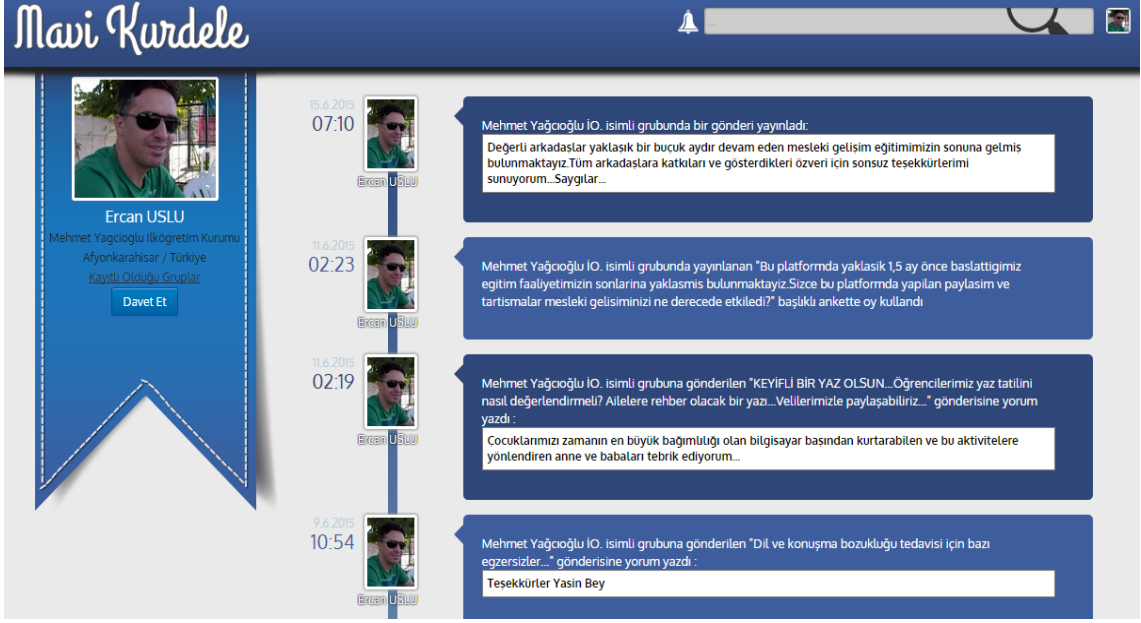 Mavi Kurdele
Ercan USLU
Mehmet Yagcioglu Ilkögretim Kurumu
Afyonkarahisar / Türkiye
Kayıtlı Olduğu Gruplar
Davet Et
15.6.2015
07:10
Ercan USLU
Mehmet Yağcıoğlu İO. isimli grubunda bir gönderi yayınladı:
Değerli arkadaşlar yaklasık bir buçuk aydır devam eden mesleki gelişim eğitimimizin sonuna gelmiş
bulunmaktayız.Tüm arkadaşlara katkıları ve gösterdikleri özveri için sonsuz teşekkürlerimi
sunuyorum...Saygılar...
11.6.2015
02:23
Ercan USLU
Mehmet Yağcıoğlu İO. isimli grubunda yayınlanan "Bu platformda yaklasik 1,5 ay önce baslattigimiz
egitim faaliyetimizin sonlarina yaklasmis bulunmaktayiz.Sizce bu platformda yapilan paylasim ve
tartismalar mesleki gelisiminizi ne derecede etkiledi?" başlıklı ankette oy kullandı
11.6.2015
02:19
Ercan USLU
Mehmet Yağcıoğlu İO. isimli grubuna gönderilen "KEYİFLİ BİR YAZ OLSUN...Öğrencilerimiz yaz tatilini
nasıl değerlendirmeli? Ailelere rehber olacak bir yazı...Velilerimizle paylaşabiliriz..." gönderisine yorum
yazdı :
Çocuklarımızı zamanın en büyük bağımlılığı olan bilgisayar başından kurtarabilen ve bu aktivitelere
yönlendiren anne ve babaları tebrik ediyorum...
9.6.2015
10:54
Ercan USLU
Mehmet Yağcıoğlu İO. isimli grubuna gönderilen "Dil ve konuşma bozukluğu tedavisi için bazı
egzersizler..." gönderisine yorum yazdı :
Teşekkürler Yasin Bey